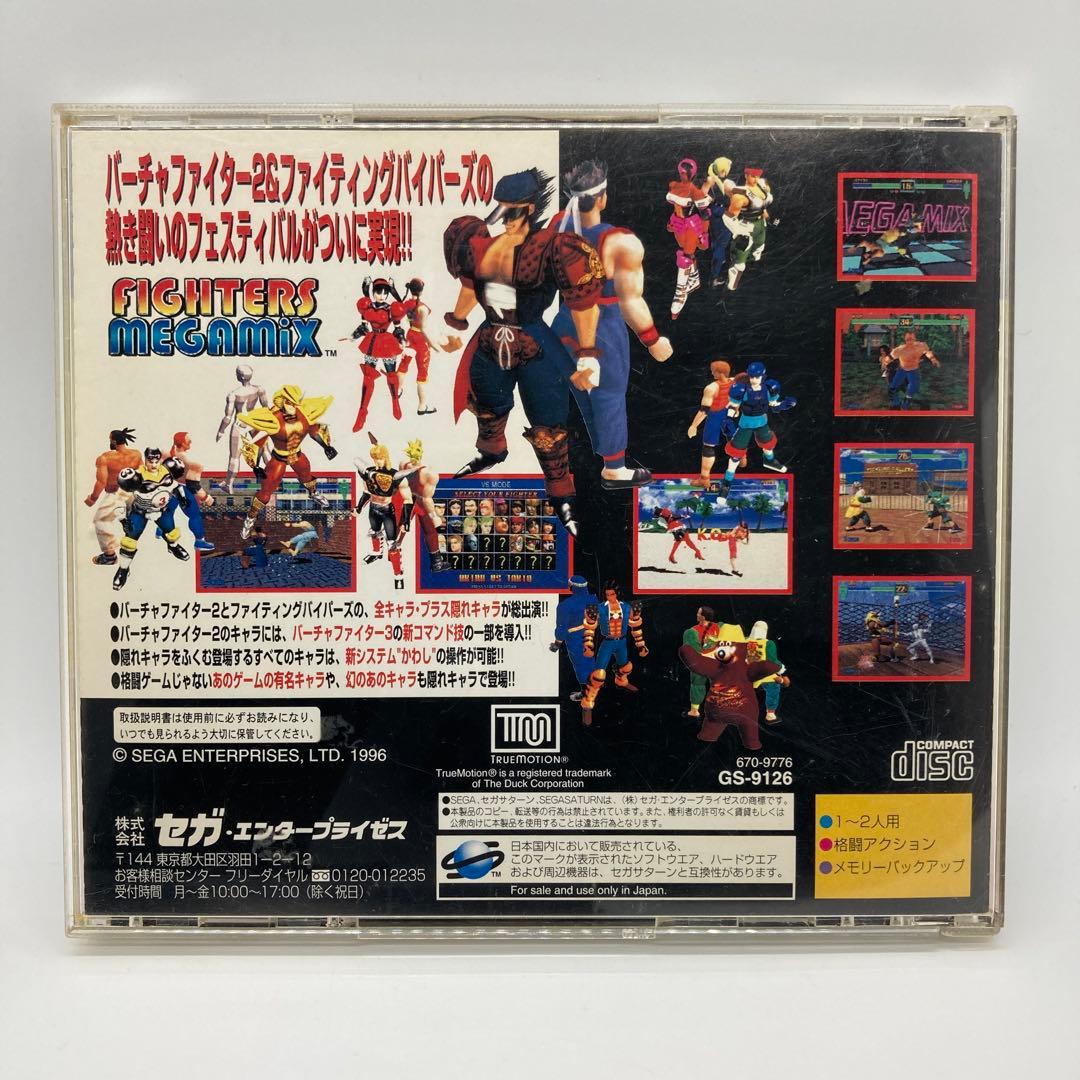 バーチャファイター2&ファイティングバイパーズの
熱き闘いのフェスティバルがついに実現!!
FIGHTERS
MEGAMiX™
MEGA-MIX
VS MODE
SELECT YOUR FIGHTER
K.O.
●バーチャファイター2とファイティングバイパーズの、全キャラ・プラス隠れキャラが総出演!!
●バーチャファイター2のキャラには、バーチャファイター3の新コマンド技の一部を導入!!
●隠れキャラをふくむ登場するすべてのキャラは、新システム"かわし"の操作が可能!!
●格闘ゲームじゃないあのゲームの有名キャラや、幻のあのキャラも隠れキャラで登場!!
取扱説明書は使用前に必ずお読みになり、
いつでも見られるよう大切に保管してください。
© SEGA ENTERPRISES, LTD. 1996
TM
TRUEMOTION®
TrueMotion® is a registered trademark
of The Duck Corporation
670-9776
GS-9126
COMPACT
disc
株式会社 セガ・エンタープライゼス
〒144 東京都大田区羽田1-2-12
お客様相談センター フリーダイヤル 0120-012235
受付時間 月〜金10:00〜17:00(除く祝日)
●SEGA、セガサターン、SEGASATURNは、(株)セガ・エンタープライゼスの商標です。
●本製品のコピー、転送等の行為は禁止されています。また、権利者の許可なく賃貸もしくは
公衆向けに本製品を使用することは違法行為となります。
日本国内において販売されている、
このマークが表示されたソフトウエア、ハードウエア
および周辺機器は、セガサターンと互換性があります。
TM
For sale and use only in Japan.
●1〜2人用
●格闘アクション
●メモリーバックアップ